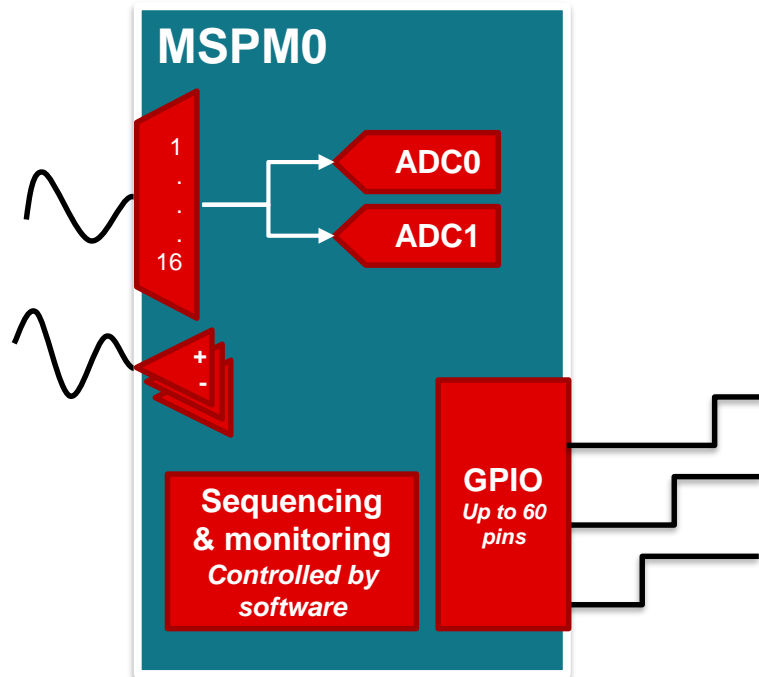 MSPM0
1
.
.
.
16
ADC0
ADC1
+
-
Sequencing
& monitoring
Controlled by
software
GPIO
Up to 60
pins